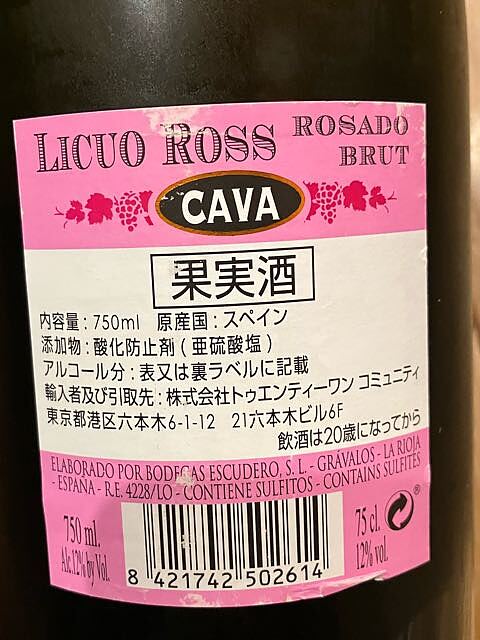 LICUO ROSS ROSADO BRUT
CAVA
果実酒
内容量：750ml 原産国：スペイン
添加物：酸化防止剤（亜硫酸塩）
アルコール分：表又は裏ラベルに記載
輸入者及び引取先：株式会社トゥエンティーワン コミュニティ
東京都港区六本木6-1-12 21六本木ビル6F
飲酒は20歳になってから
ELABORADO POR BODEGAS ESCUDERO, S.L. - GRÁVALOS - LA RIOJA
- ESPAÑA - R.E. 4228/LO - CONTIENE SULFITOS - CONTAINS SULFITES
750 ml.
Alc.12% by Vol.
8 421742 502614
75 cl.
12% vol.
®